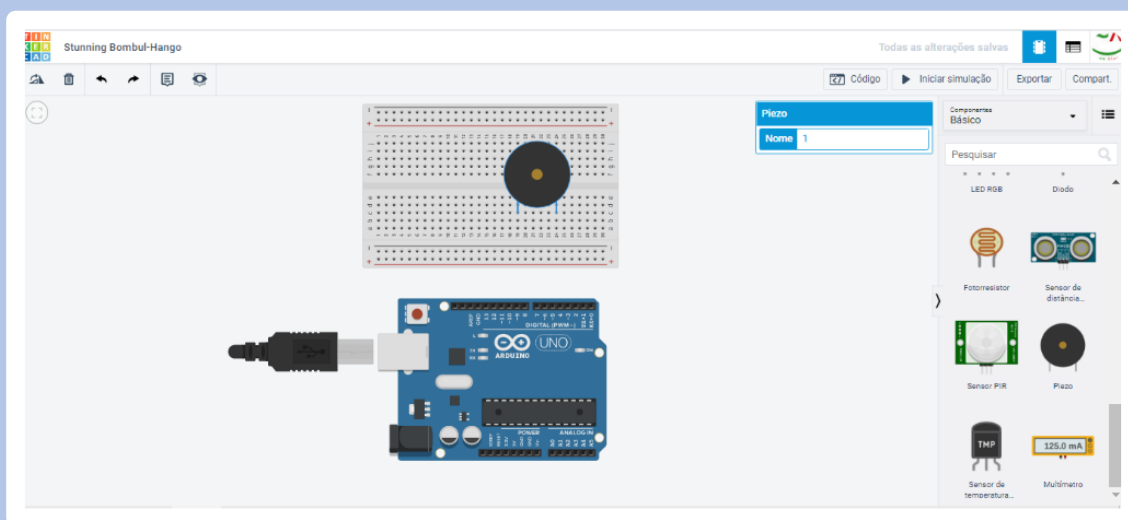 TIN
KER
CAD
Stunning Bombul-Hango
Todas as alterações salvas
Código
Iniciar simulação
Exportar
Compart.
Piezo
Nome 1
Componentes
Básico
Pesquisar
LED RGB
Diodo
Fotorresistor
Sensor de
distância...
Sensor PIR
Piezo
TMP
125.0 mA
Sensor de
temperatura...
Multímetro
DIGITAL (PWM~)
UNO
ARDUINO
POWER
ANALOG IN